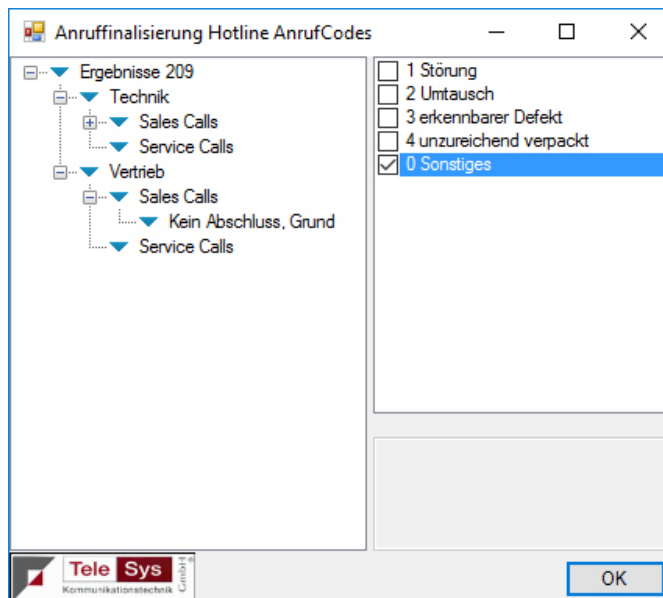 Anruffinalisierung Hotline AnrufCodes
Ergebnisse 209
Technik
Sales Calls
Service Calls
Vertrieb
Sales Calls
Kein Abschluss, Grund
Service Calls
1 Störung
2 Umtausch
3 erkennbarer Defekt
4 unzureichend verpackt
0 Sonstiges
Tele Sys
Kommunikationstechnik
GmbH
OK